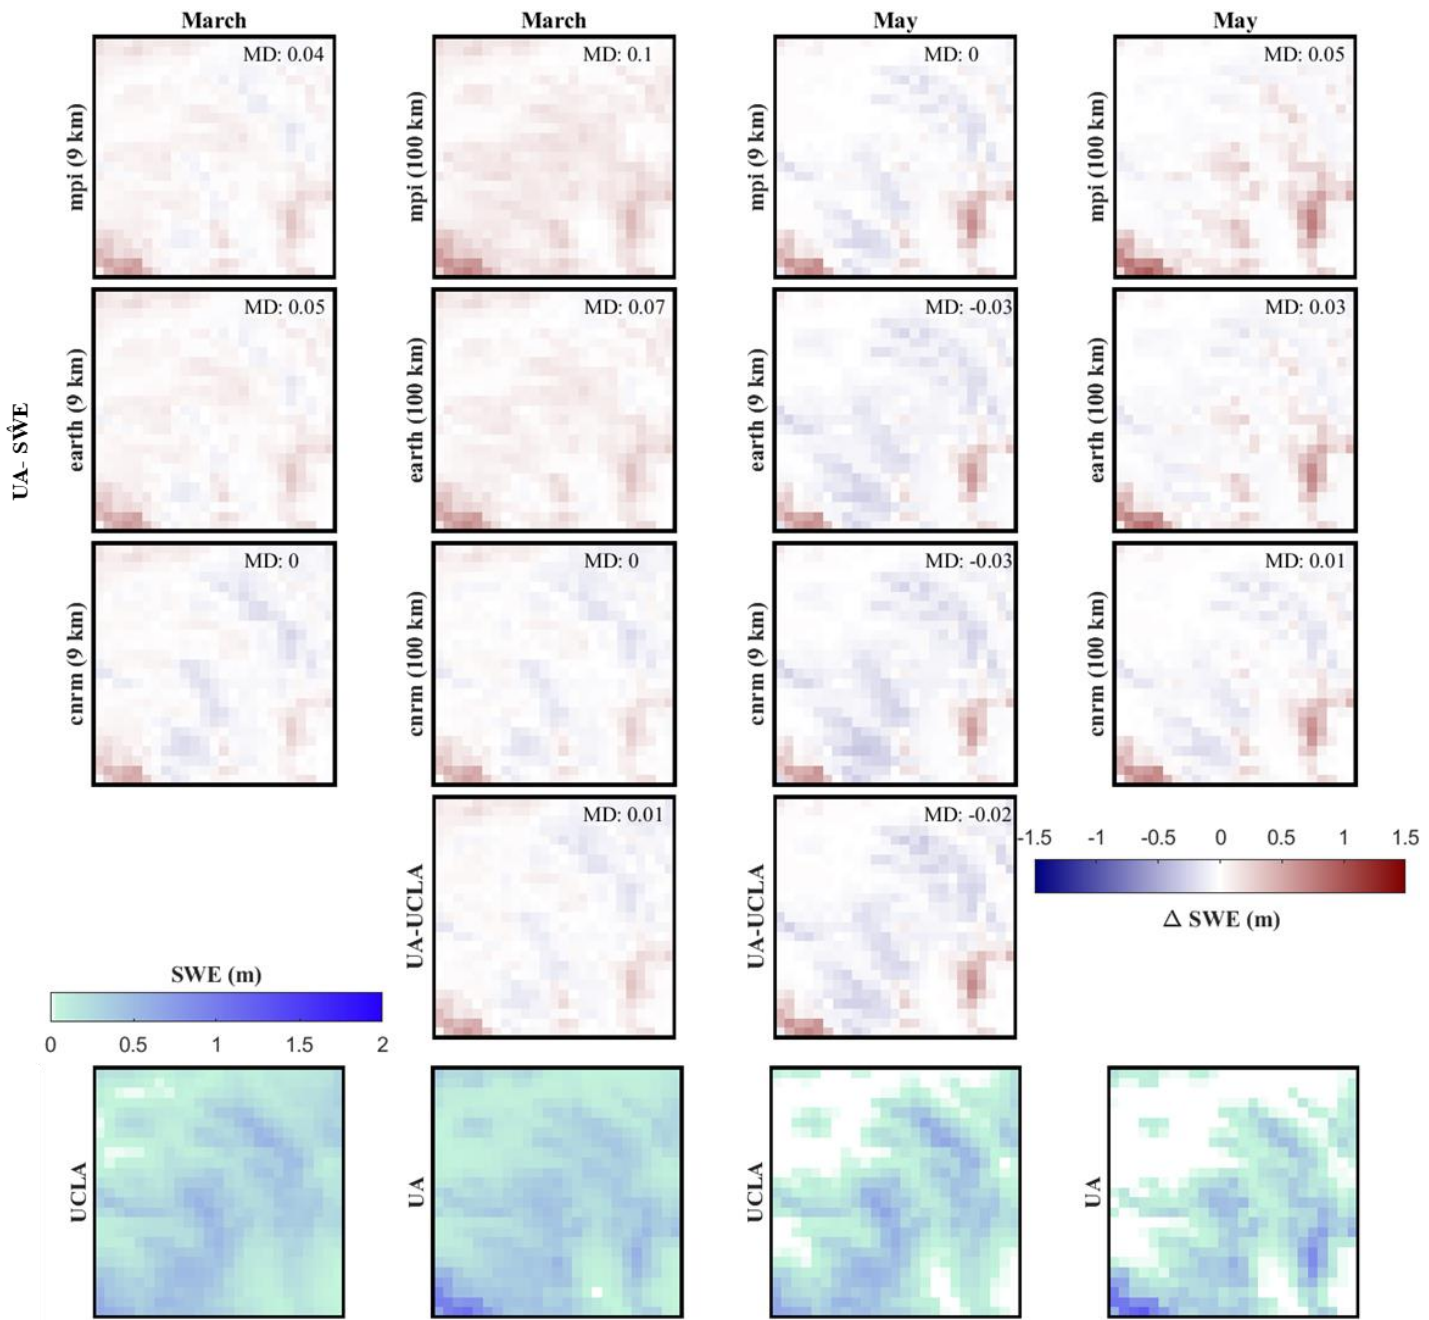 March March May May
MD: 0.04 MD: 0.1 MD: 0 MD: 0.05
mpi (9 km) mpi (100 km) mpi (9 km) mpi (100 km)
MD: 0.05 MD: 0.07 MD: -0.03 MD: 0.03
earth (9 km) earth (100 km) earth (9 km) earth (100 km)
UA- SŴE
MD: 0 MD: 0 MD: -0.03 MD: 0.01
cnrm (9 km) cnrm (100 km) cnrm (9 km) cnrm (100 km)
MD: 0.01 MD: -0.02
UA-UCLA UA-UCLA
-1.5 -1 -0.5 0 0.5 1 1.5
△ SWE (m)
SWE (m)
0 0.5 1 1.5 2
UCLA UA UCLA UA